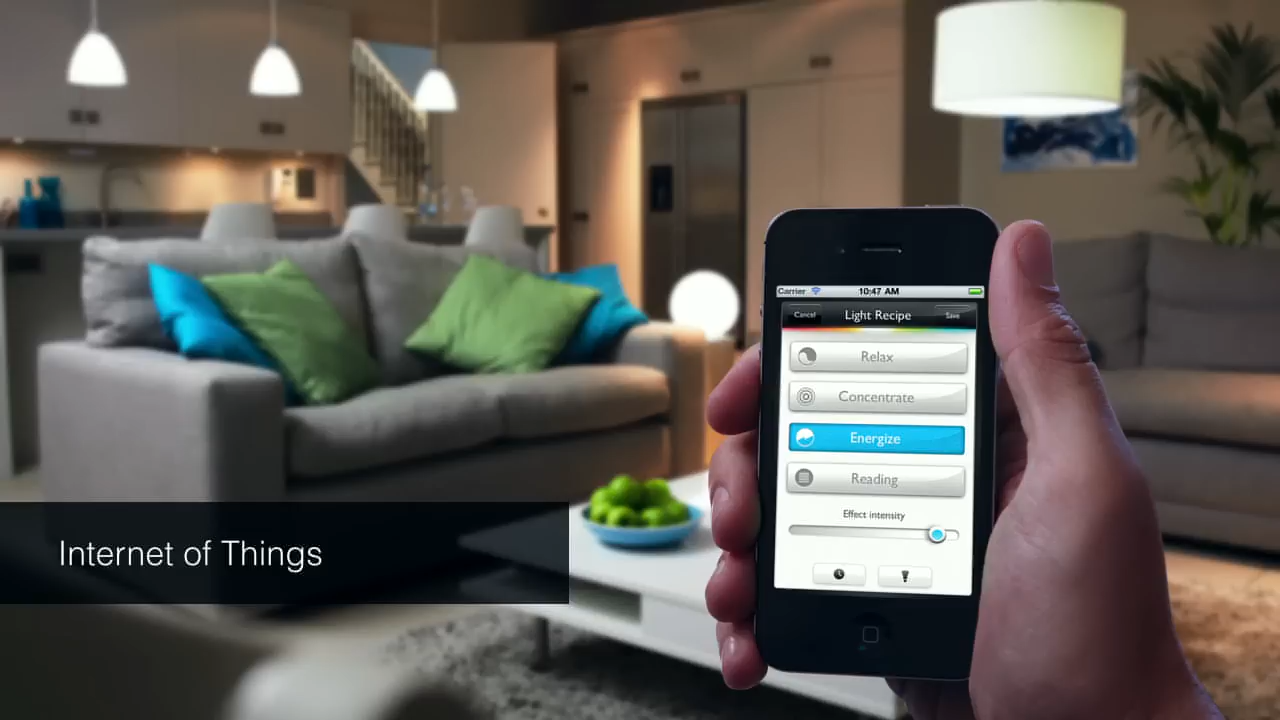 Carrier 10:47 AM
Cancel Light Recipe Save
Relax
Concentrate
Energize
Reading
Effect intensity
Internet of Things